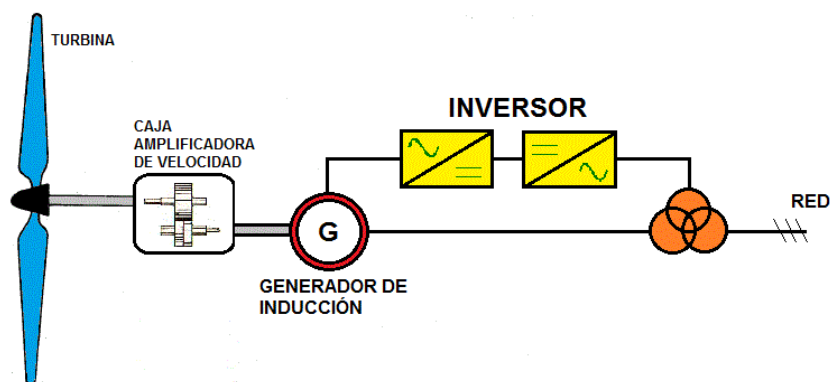 TURBINA
INVERSOR
CAJA
AMPLIFICADORA
DE VELOCIDAD
RED
G
GENERADOR DE
INDUCCIÓN